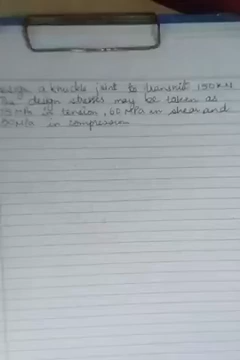 a knuckle joint to transmit 150 KN
The design stresses may be taken as
75 MPa in tension, 60 MPa in shear and
150 MPa in compression